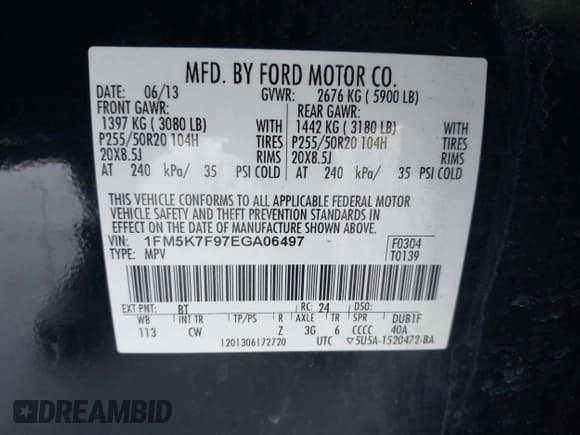 MFD. BY FORD MOTOR CO.
DATE: 06/13 GVWR: 2676 KG ( 5900 LB)
FRONT GAWR: REAR GAWR:
1397 KG ( 3080 LB) WITH 1442 KG ( 3180 LB) WITH
P255/50R20 104H TIRES P255/50R20 104H TIRES
20X8.5J RIMS 20X8.5J RIMS
AT 240 kPa/ 35 PSI COLD AT 240 kPa/ 35 PSI COLD
THIS VEHICLE CONFORMS TO ALL APPLICABLE FEDERAL MOTOR
VEHICLE SAFETY AND THEFT PREVENTION STANDARDS IN
EFFECT ON THE DATE OF MANUFACTURE SHOWN ABOVE.
VIN: 1FM5K7F97EGA06497 F0304
TYPE: MPV T0139
EXT PNT: BT RC: 24 DSO:
WB INT TR TP/PS R AXLE TR SPR DUB1F
113 CW Z 3G 6 CCCC 40A
1201306172720 UTC ▽5U5A-1520472-BA
DREAMBID